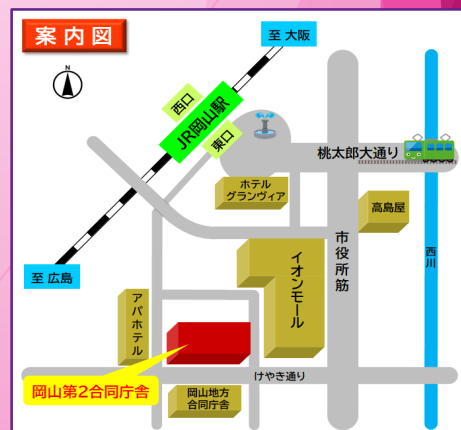 案内図
N
至 大阪
西口
JR岡山駅
東口
桃太郎大通り
ホテル
グランヴィア
高島屋
市役所筋
西川
イオンモール
至 広島
アパホテル
岡山第2合同庁舎
けやき通り
岡山地方
合同庁舎